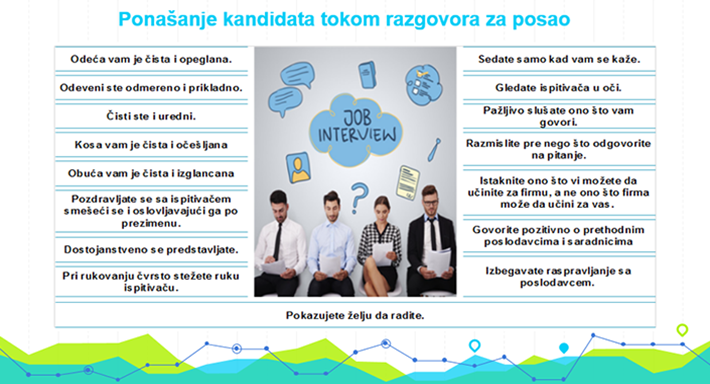 Ponašanje kandidata tokom razgovora za posao
Odeća vam je čista i opeglana.
Odeveni ste odmereno i prikladno.
Čisti ste i uredni.
Kosa vam je čista i očešljana
Obuća vam je čista i izglancana
Pozdravljate se sa ispitivačem
smešeći se i oslovljavajući ga po
prezimenu.
Dostojanstveno se predstavljate.
Pri rukovanju čvrsto stežete ruku
ispitivaču.
JOB
INTERVIEW
Sedate samo kad vam se kaže.
Gledate ispitivača u oči.
Pažljivo slušate ono što vam
govori.
Razmislite pre nego što odgovorite
na pitanje.
Istaknite ono što vi možete da
učinite za firmu, a ne ono što firma
može da učini za vas.
Govorite pozitivno o prethodnim
poslodavcima i saradnicima
Izbegavate raspravljanje sa
poslodavcem.
Pokazujete želju da radite.